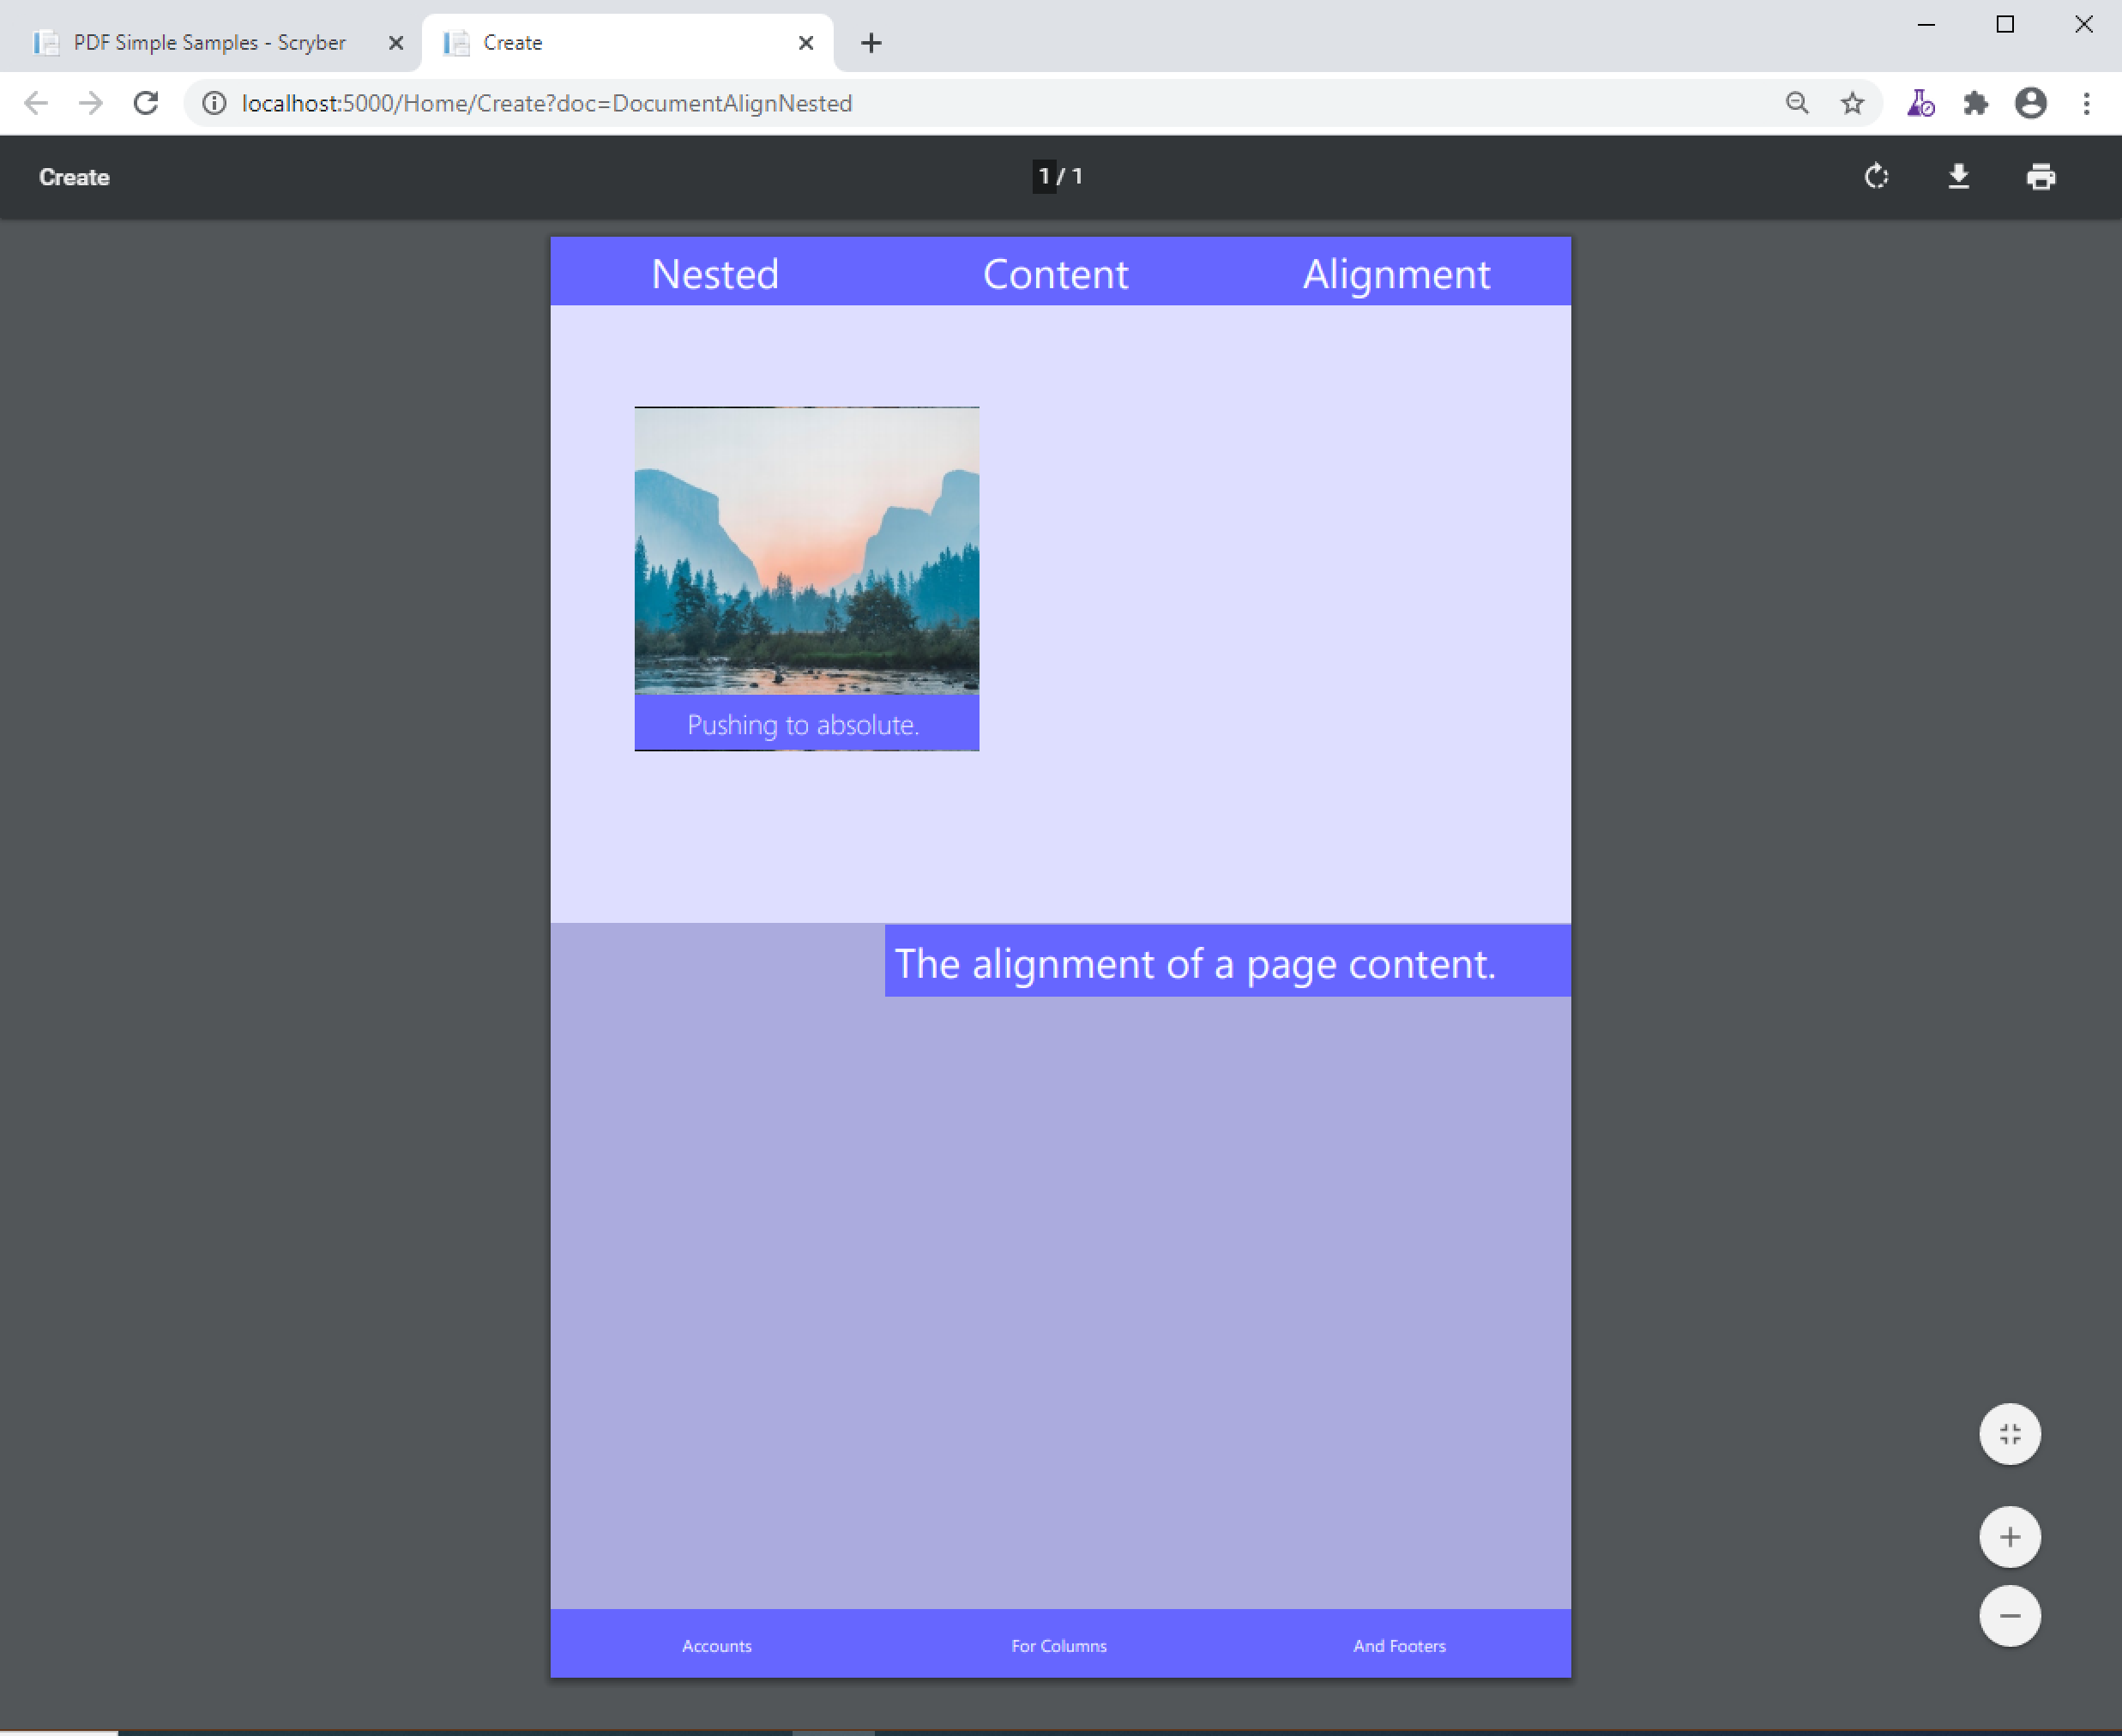 PDF Simple Samples - Scryber
Create
localhost:5000/Home/Create?doc=DocumentAlignNested
Create
1 / 1
Nested Content Alignment
Pushing to absolute.
The alignment of a page content.
Accounts For Columns And Footers